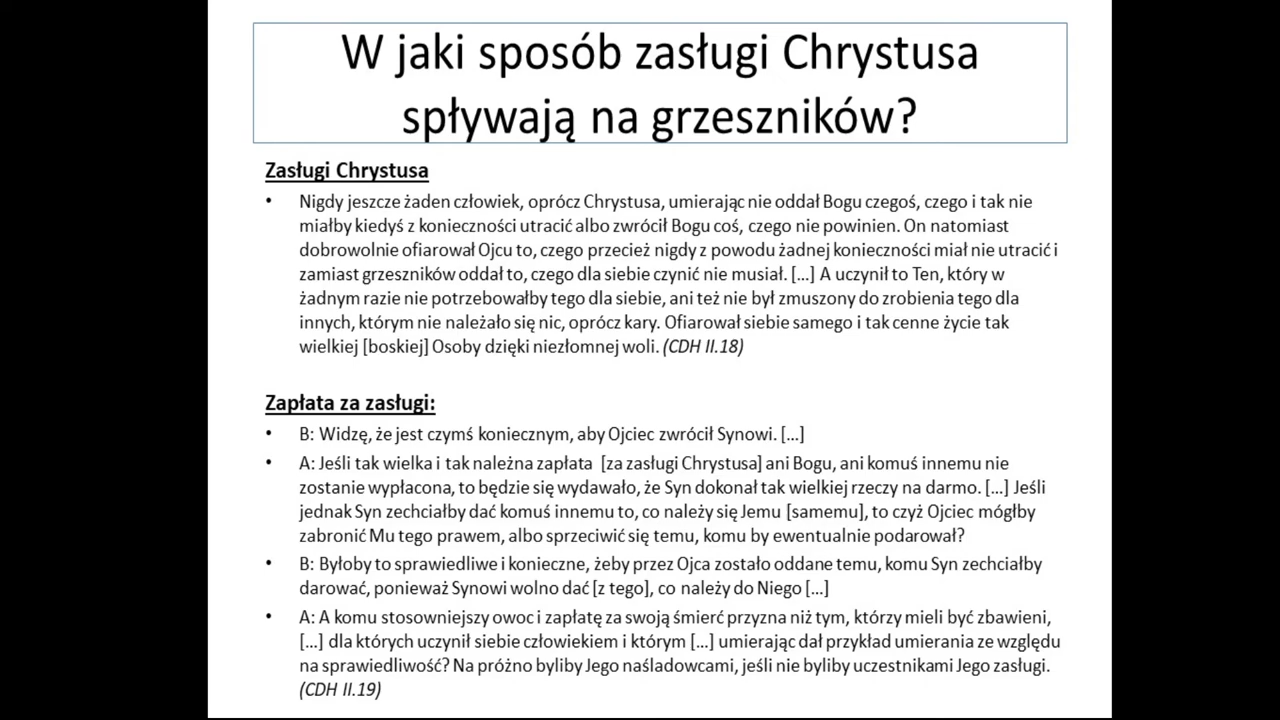 W jaki sposób zasługi Chrystusa
spływają na grzeszników?
Zasługi Chrystusa
• Nigdy jeszcze żaden człowiek, oprócz Chrystusa, umierając nie oddał Bogu czegoś, czego i tak nie
miałby kiedyś z konieczności utracić albo zwrócił Bogu coś, czego nie powinien. On natomiast
dobrowolnie ofiarował Ojcu to, czego przecież nigdy z powodu żadnej konieczności miał nie utracić i
zamiast grzeszników oddał to, czego dla siebie czynić nie musiał. [...] A uczynił to Ten, który w
żadnym razie nie potrzebowałby tego dla siebie, ani też nie był zmuszony do zrobienia tego dla
innych, którym nie należało się nic, oprócz kary. Ofiarował siebie samego i tak cenne życie tak
wielkiej [boskiej] Osoby dzięki niezłomnej woli. (CDH II.18)
Zapłata za zasługi:
• B: Widzę, że jest czymś koniecznym, aby Ojciec zwrócił Synowi. [...]
• A: Jeśli tak wielka i tak należna zapłata [za zasługi Chrystusa] ani Bogu, ani komuś innemu nie
zostanie wypłacona, to będzie się wydawało, że Syn dokonał tak wielkiej rzeczy na darmo. [...] Jeśli
jednak Syn zechciałby dać komuś innemu to, co należy się Jemu [samemu], to czyż Ojciec mógłby
zabronić Mu tego prawem, albo sprzeciwić się temu, komu by ewentualnie podarował?
• B: Byłoby to sprawiedliwe i konieczne, żeby przez Ojca zostało oddane temu, komu Syn zechciałby
darować, ponieważ Synowi wolno dać [z tego], co należy do Niego [...]
• A: A komu stosowniejszy owoc i zapłatę za swoją śmierć przyzna niż tym, którzy mieli być zbawieni,
[...] dla których uczynił siebie człowiekiem i którym [...] umierając dał przykład umierania ze względu
na sprawiedliwość? Na próżno byliby Jego naśladowcami, jeśli nie byliby uczestnikami Jego zasługi.
(CDH II.19)